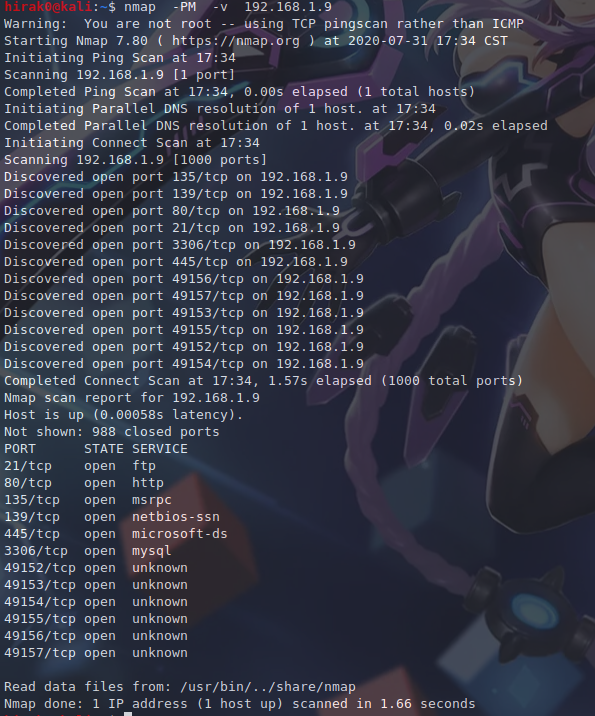 hirak0@kali:~$ nmap  -PM  -v  192.168.1.9
Warning:  You are not root -- using TCP pingscan rather than ICMP
Starting Nmap 7.80 ( https://nmap.org ) at 2020-07-31 17:34 CST
Initiating Ping Scan at 17:34
Scanning 192.168.1.9 [1 port]
Completed Ping Scan at 17:34, 0.00s elapsed (1 total hosts)
Initiating Parallel DNS resolution of 1 host. at 17:34
Completed Parallel DNS resolution of 1 host. at 17:34, 0.02s elapsed
Initiating Connect Scan at 17:34
Scanning 192.168.1.9 [1000 ports]
Discovered open port 135/tcp on 192.168.1.9
Discovered open port 139/tcp on 192.168.1.9
Discovered open port 80/tcp on 192.168.1.9
Discovered open port 21/tcp on 192.168.1.9
Discovered open port 3306/tcp on 192.168.1.9
Discovered open port 445/tcp on 192.168.1.9
Discovered open port 49156/tcp on 192.168.1.9
Discovered open port 49157/tcp on 192.168.1.9
Discovered open port 49153/tcp on 192.168.1.9
Discovered open port 49155/tcp on 192.168.1.9
Discovered open port 49152/tcp on 192.168.1.9
Discovered open port 49154/tcp on 192.168.1.9
Completed Connect Scan at 17:34, 1.57s elapsed (1000 total ports)
Nmap scan report for 192.168.1.9
Host is up (0.00058s latency).
Not shown: 988 closed ports
PORT      STATE SERVICE
21/tcp    open  ftp
80/tcp    open  http
135/tcp   open  msrpc
139/tcp   open  netbios-ssn
445/tcp   open  microsoft-ds
3306/tcp  open  mysql
49152/tcp open  unknown
49153/tcp open  unknown
49154/tcp open  unknown
49155/tcp open  unknown
49156/tcp open  unknown
49157/tcp open  unknown

Read data files from: /usr/bin/../share/nmap
Nmap done: 1 IP address (1 host up) scanned in 1.66 seconds